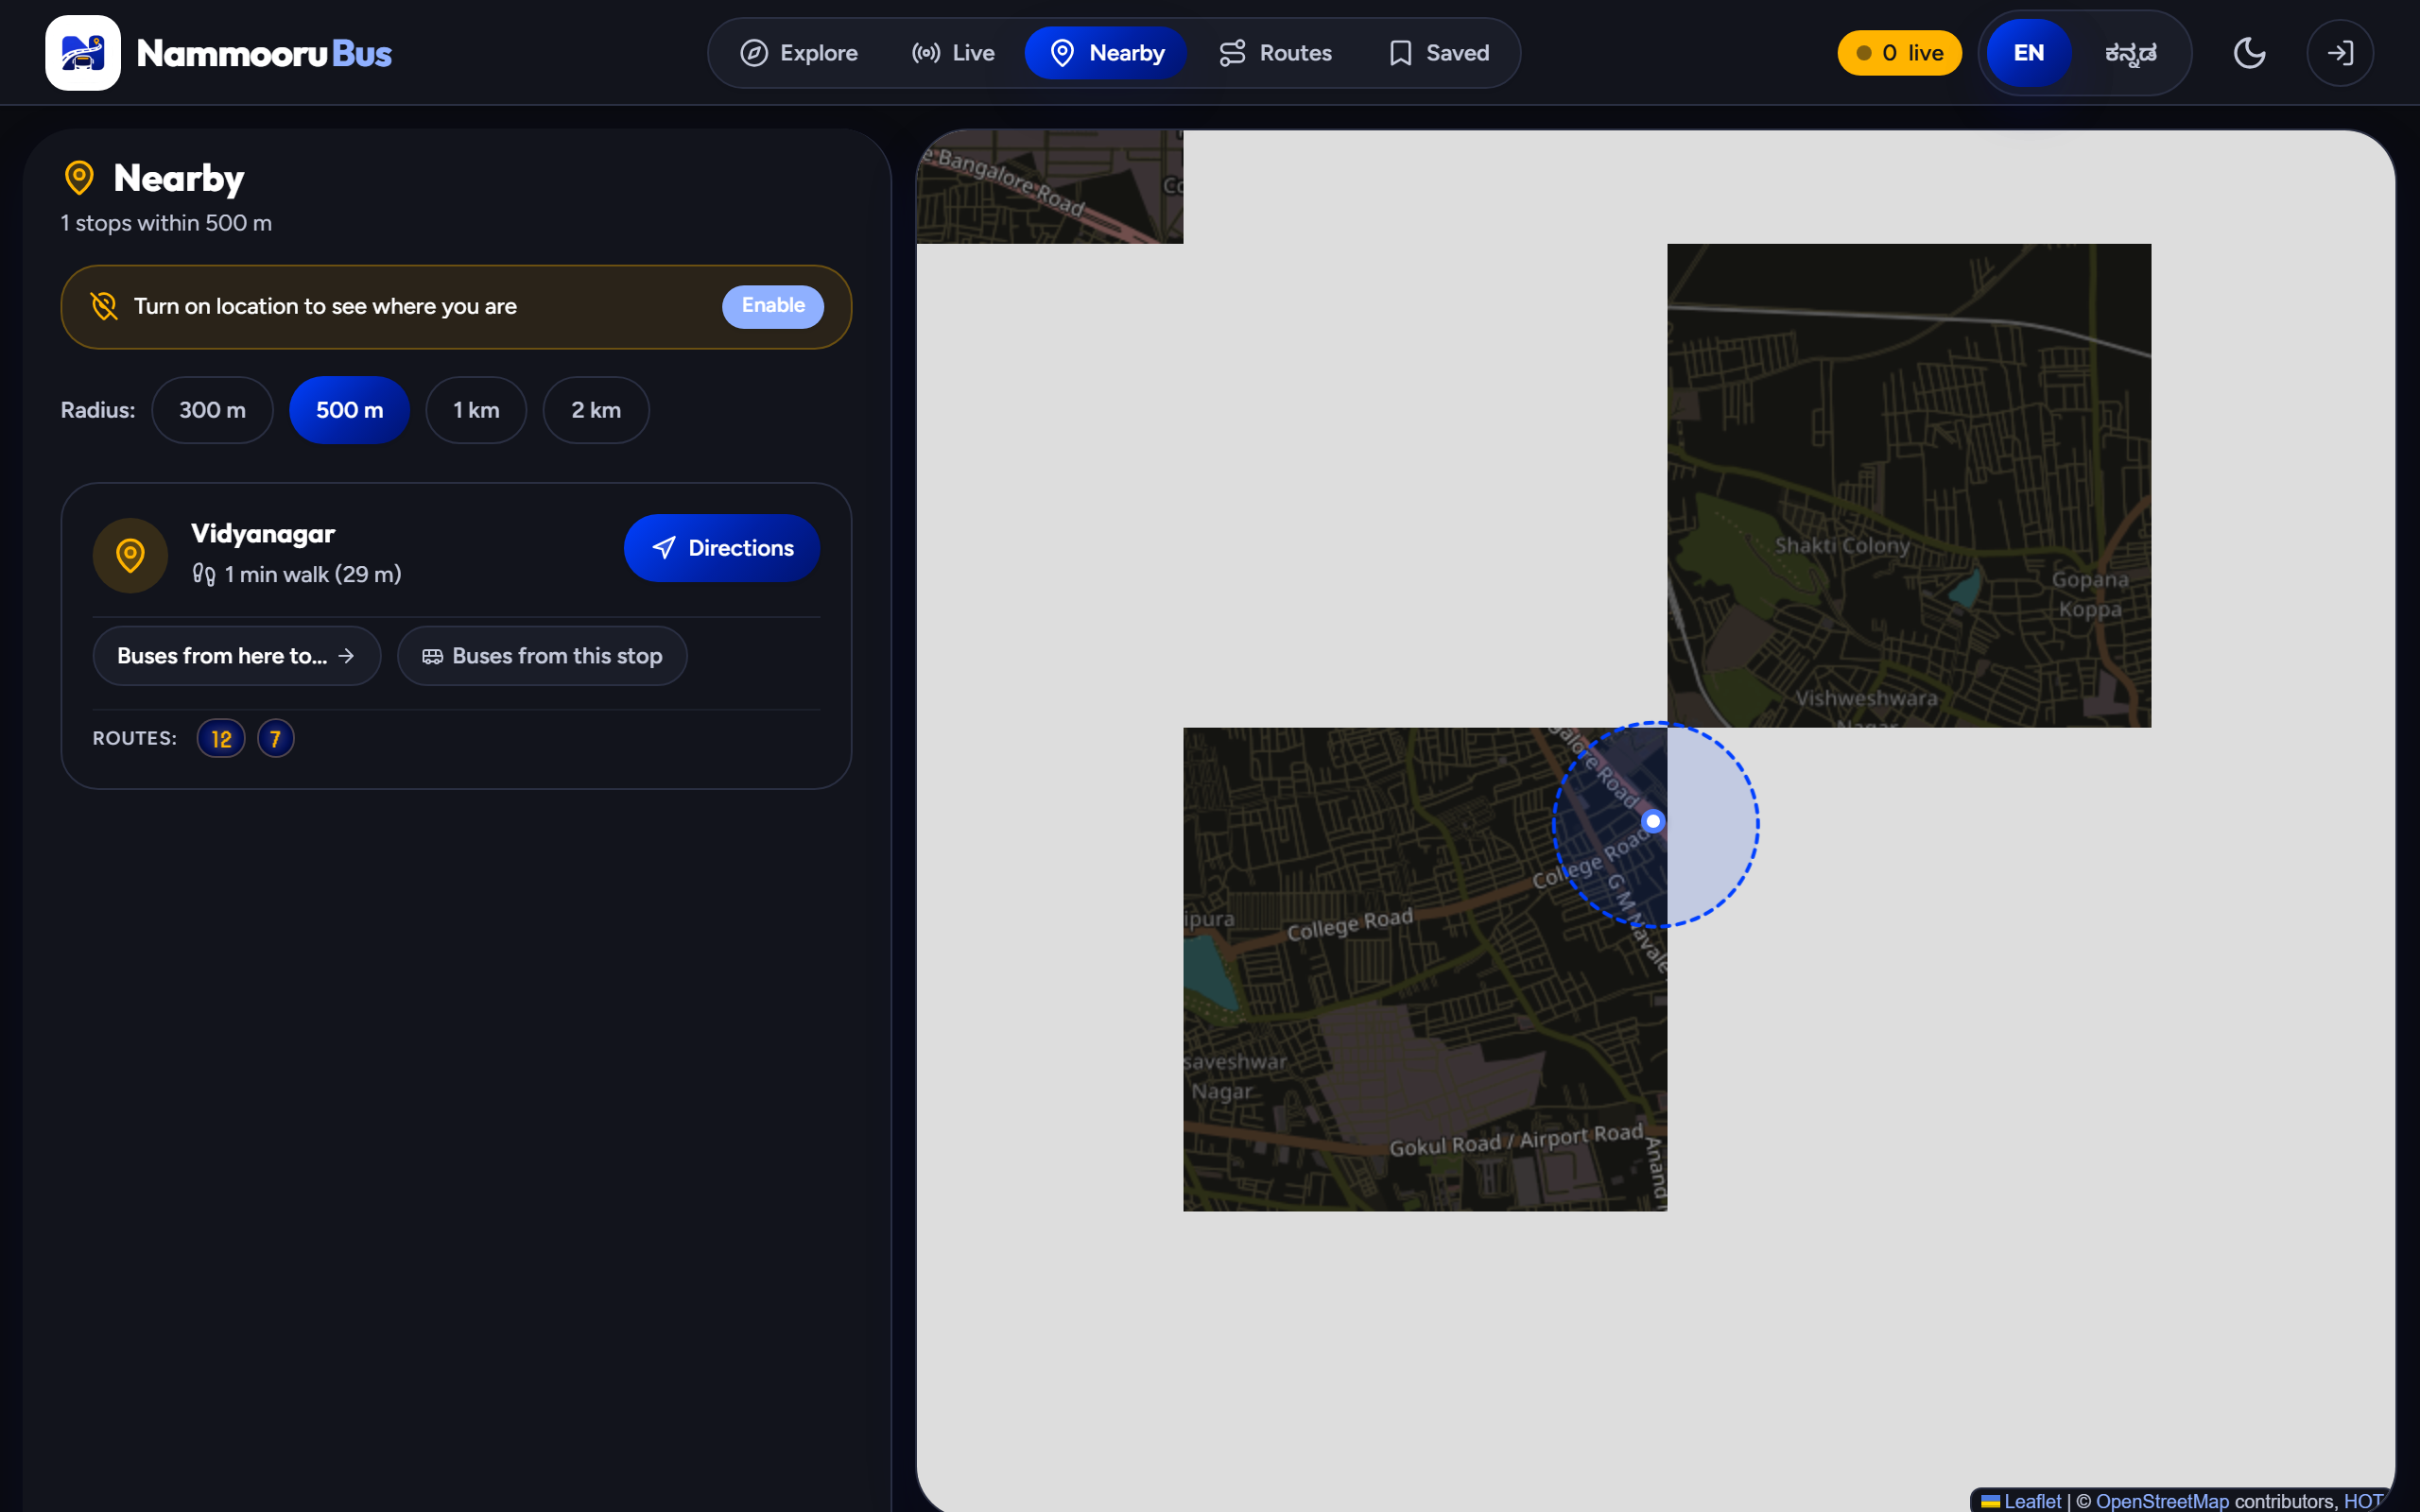 Nammooru Bus
Explore
Live
Nearby
Routes
Saved
0 live
EN
ಕನ್ನಡ
Nearby
1 stops within 500 m
Turn on location to see where you are
Enable
Radius:
300 m
500 m
1 km
2 km
Vidyanagar
1 min walk (29 m)
Directions
Buses from here to...
Buses from this stop
ROUTES:
12
7
e Bangalore Road
Shakti Colony
Gopana
Koppa
Vishweshwara
Nagar
alore Road
College Road
College Road
G M Navale
ipura
saveshwar
Nagar
Gokul Road / Airport Road
Anand
Leaflet | © OpenStreetMap contributors, HOT